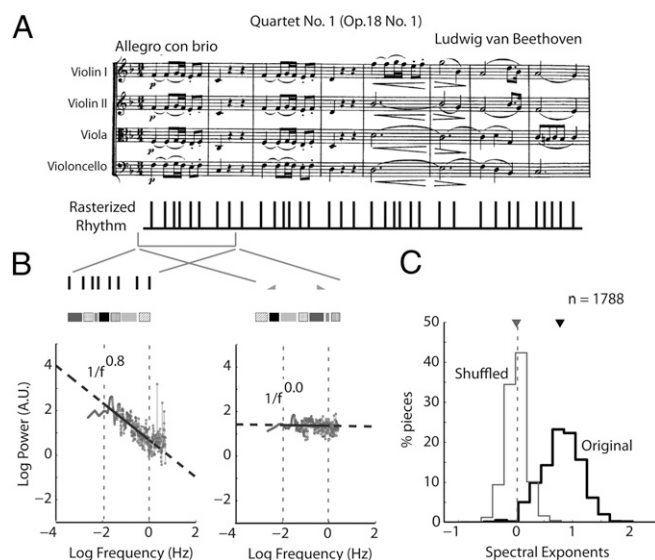 A
Quartet No. 1 (Op.18 No. 1)
Allegro con brio
Ludwig van Beethoven
Violin I
Violin II
Viola
Violoncello
p
p
p
p
Rasterized
Rhythm
B
C
n = 1788
1/f 0.8
1/f 0.0
Shuffled
Original
Log Power (A.U.)
4
2
0
−2
−4 −2 0 2
Log Frequency (Hz)
4
2
0
−2
−4 −2 0 2
Log Frequency (Hz)
% pieces
50
40
30
20
10
0
−1 0 1 2
Spectral Exponents